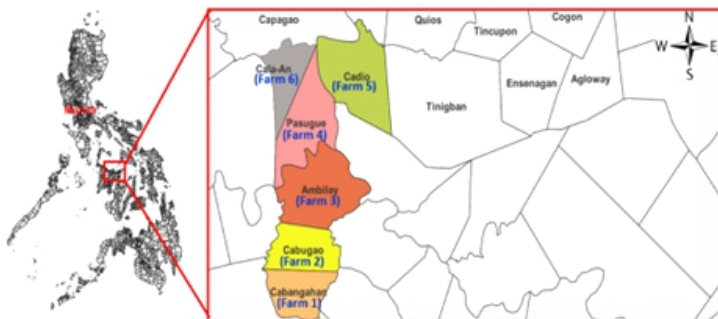 Manila
Capagao
Quios
Tincupon
Cogon
N
W E
S
Cala-An
(Farm 6)
Cadio
(Farm 5)
Tinigban
Ensenagan
Agloway
Pasugue
(Farm 4)
Ambilay
(Farm 3)
Cabugao
(Farm 2)
Cabangahan
(Farm 1)